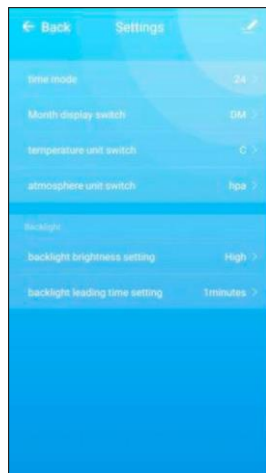 ← Back Settings
time mode 24 >
Month display switch DM >
temperature unit switch C >
atmosphere unit switch hpa >
Backlight
backlight brightness setting High >
backlight leading time setting 1minutes >